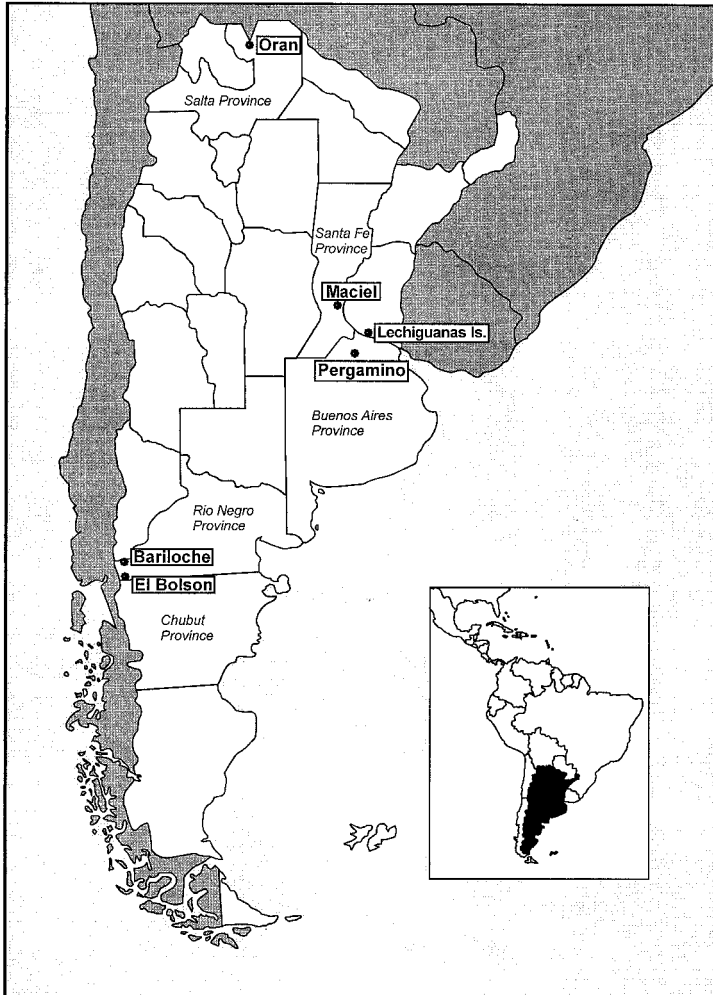 Oran
Salta Province
Santa Fe
Province
Maciel
Lechiguanas Is.
Pergamino
Buenos Aires
Province
Rio Negro
Province
Bariloche
El Bolson
Chubut
Province